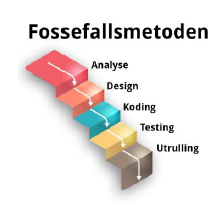 Fossefallsmetoden
Analyse
Design
Koding
Testing
Utrulling